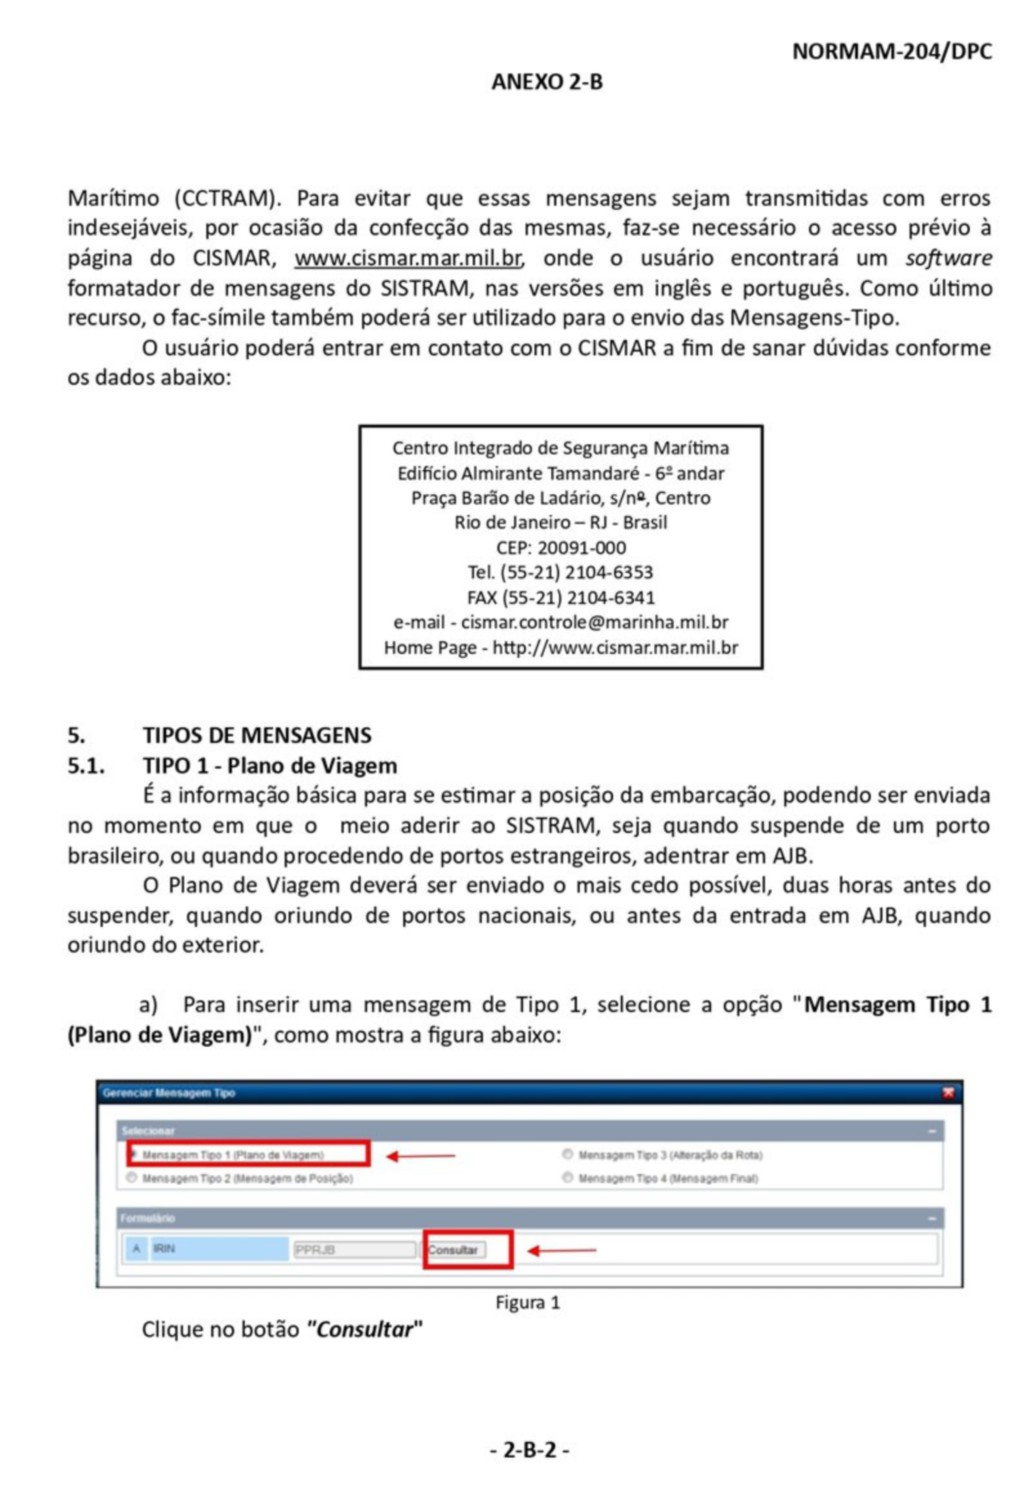 NORMAM-204/DPC
ANEXO 2-B
Marítimo (CCTRAM). Para evitar que essas mensagens sejam transmitidas com erros
indesejáveis, por ocasião da confecção das mesmas, faz-se necessário o acesso prévio à
página do CISMAR, www.cismar.mar.mil.br, onde o usuário encontrará um software
formatador de mensagens do SISTRAM, nas versões em inglês e português. Como último
recurso, o fac-símile também poderá ser utilizado para o envio das Mensagens-Tipo.
O usuário poderá entrar em contato com o CISMAR a fim de sanar dúvidas conforme
os dados abaixo:
Centro Integrado de Segurança Marítima
Edifício Almirante Tamandaré - 6º andar
Praça Barão de Ladário, s/nº, Centro
Rio de Janeiro – RJ - Brasil
CEP: 20091-000
Tel. (55-21) 2104-6353
FAX (55-21) 2104-6341
e-mail - cismar.controle@marinha.mil.br
Home Page - http://www.cismar.mar.mil.br
5. TIPOS DE MENSAGENS
5.1. TIPO 1 - Plano de Viagem
É a informação básica para se estimar a posição da embarcação, podendo ser enviada
no momento em que o meio aderir ao SISTRAM, seja quando suspende de um porto
brasileiro, ou quando procedendo de portos estrangeiros, adentrar em AJB.
O Plano de Viagem deverá ser enviado o mais cedo possível, duas horas antes do
suspender, quando oriundo de portos nacionais, ou antes da entrada em AJB, quando
oriundo do exterior.
a) Para inserir uma mensagem de Tipo 1, selecione a opção "Mensagem Tipo 1
(Plano de Viagem)", como mostra a figura abaixo:
Gerenciar Mensagem Tipo
Selecionar
Mensagem Tipo 1 (Plano de Viagem) Mensagem Tipo 3 (Alteração da Rota)
Mensagem Tipo 2 (Mensagem de Posição) Mensagem Tipo 4 (Mensagem Final)
Formulário
A IRIN PPRJB Consultar
Figura 1
Clique no botão "Consultar"
- 2-B-2 -